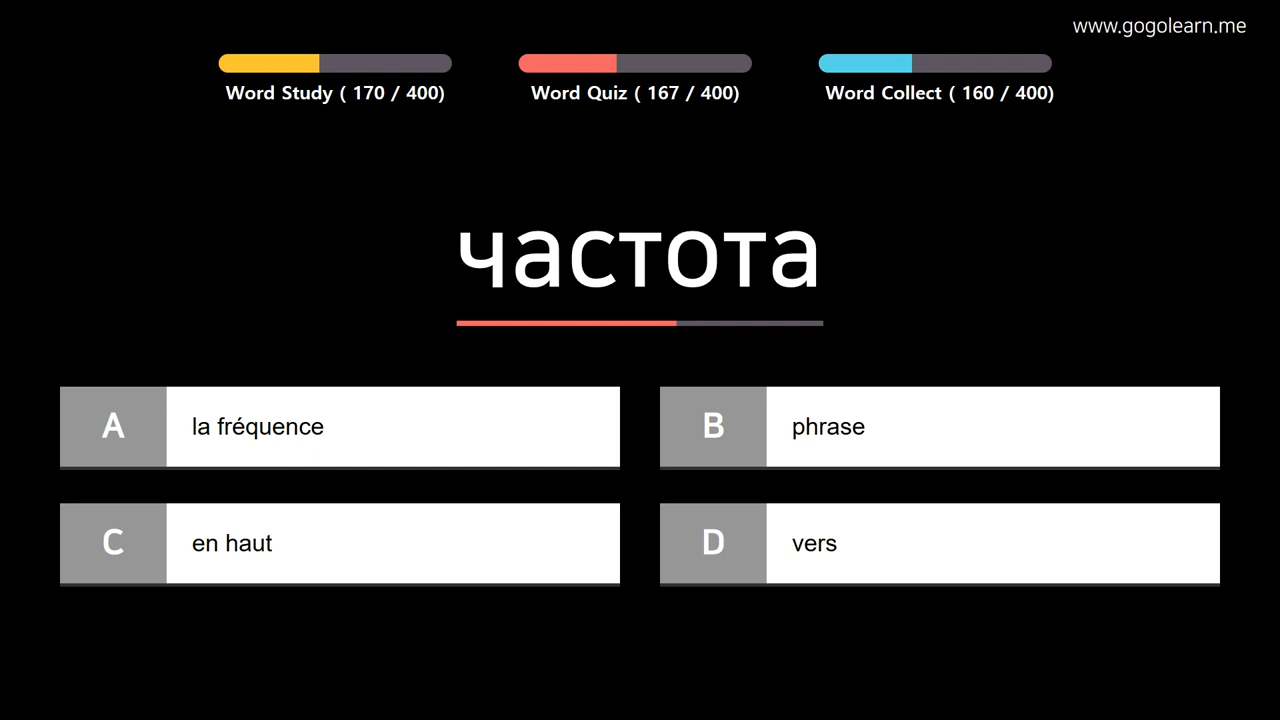 www.gogolearn.me
Word Study ( 170 / 400)
Word Quiz ( 167 / 400)
Word Collect ( 160 / 400)
частота
A la fréquence
B phrase
C en haut
D vers